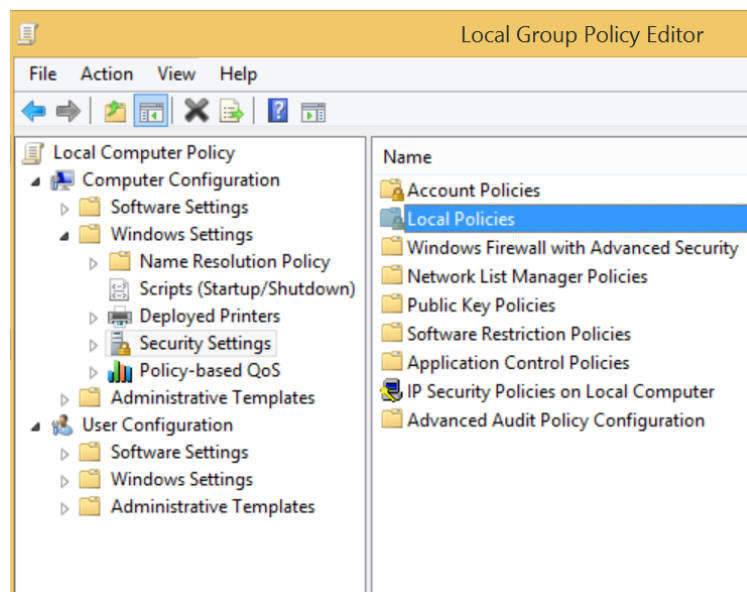 Local Group Policy Editor
File Action View Help
Local Computer Policy
Computer Configuration
Software Settings
Windows Settings
Name Resolution Policy
Scripts (Startup/Shutdown)
Deployed Printers
Security Settings
Policy-based QoS
Administrative Templates
User Configuration
Software Settings
Windows Settings
Administrative Templates
Name
Account Policies
Local Policies
Windows Firewall with Advanced Security
Network List Manager Policies
Public Key Policies
Software Restriction Policies
Application Control Policies
IP Security Policies on Local Computer
Advanced Audit Policy Configuration